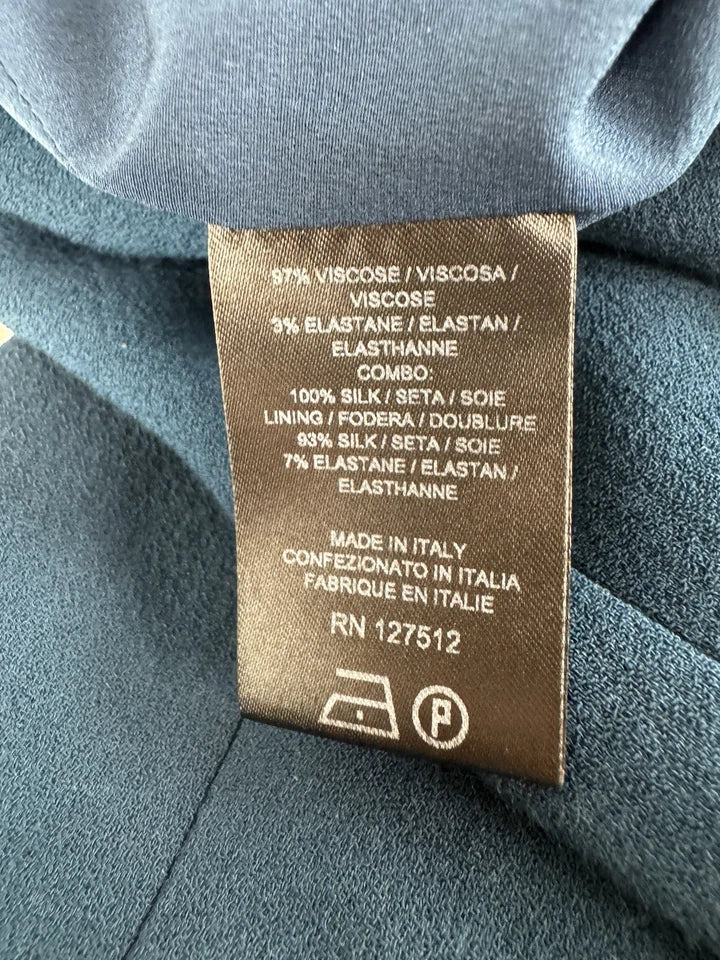 97% VISCOSE / VISCOSA /
VISCOSE
3% ELASTANE / ELASTAN /
ELASTHANNE
COMBO:
100% SILK / SETA / SOIE
LINING / FODERA / DOUBLURE
93% SILK / SETA / SOIE
7% ELASTANE / ELASTAN /
ELASTHANNE
MADE IN ITALY
CONFEZIONATO IN ITALIA
FABRIQUE EN ITALIE
RN 127512
P